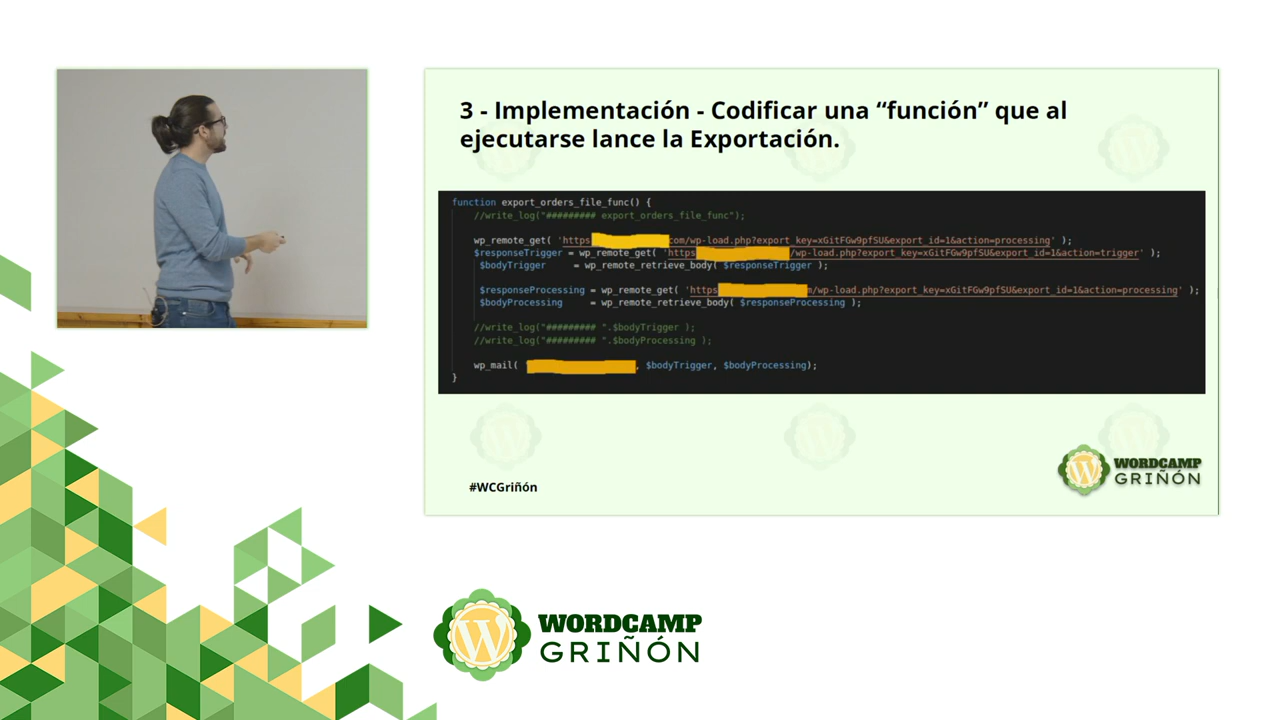 3 - Implementación - Codificar una “función” que al
ejecutarse lance la Exportación.
function export_orders_file_func() {
//write_log("######### export_orders_file_func");
wp_remote_get( 'https com/wp-load.php?export_key=xGitFGw9pfSU&export_id=1&action=processing' );
$responseTrigger = wp_remote_get( 'https /wp-load.php?export_key=xGitFGw9pfSU&export_id=1&action=trigger' );
$bodyTrigger = wp_remote_retrieve_body( $responseTrigger );
$responseProcessing = wp_remote_get( 'https m/wp-load.php?export_key=xGitFGw9pfSU&export_id=1&action=processing' );
$bodyProcessing = wp_remote_retrieve_body( $responseProcessing );
//write_log("######### ".$bodyTrigger );
//write_log("######### ".$bodyProcessing );
wp_mail( ' , $bodyTrigger, $bodyProcessing);
}
#WCGriñón
WORDCAMP
GRIÑÓN
WORDCAMP
GRIÑÓN